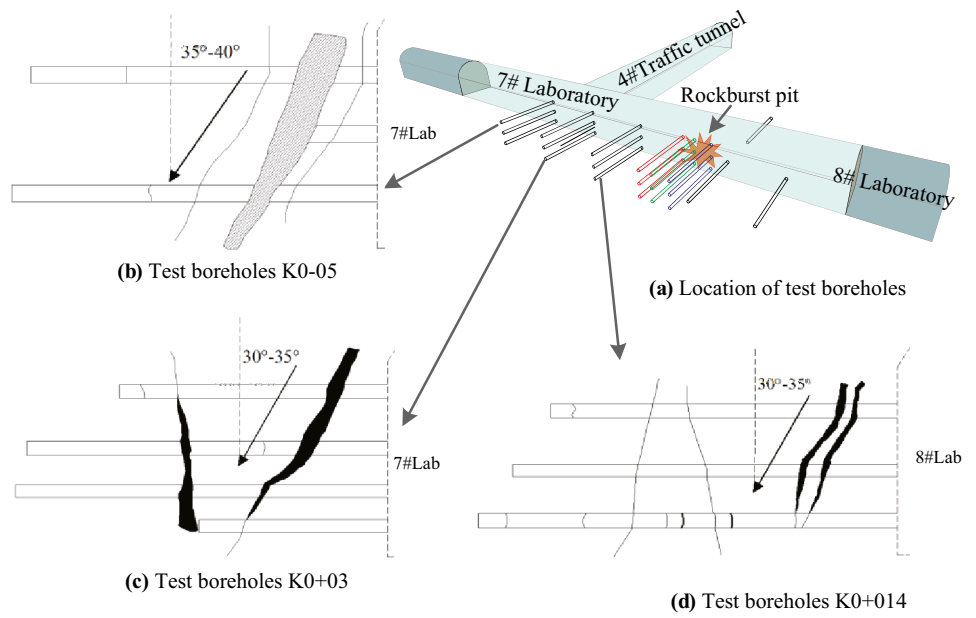 35°-40°
7#Lab
(b) Test boreholes K0-05
4#Traffic tunnel
7# Laboratory
Rockburst pit
8# Laboratory
(a) Location of test boreholes
30°-35°
7#Lab
(c) Test boreholes K0+03
30°-35°
8#Lab
(d) Test boreholes K0+014